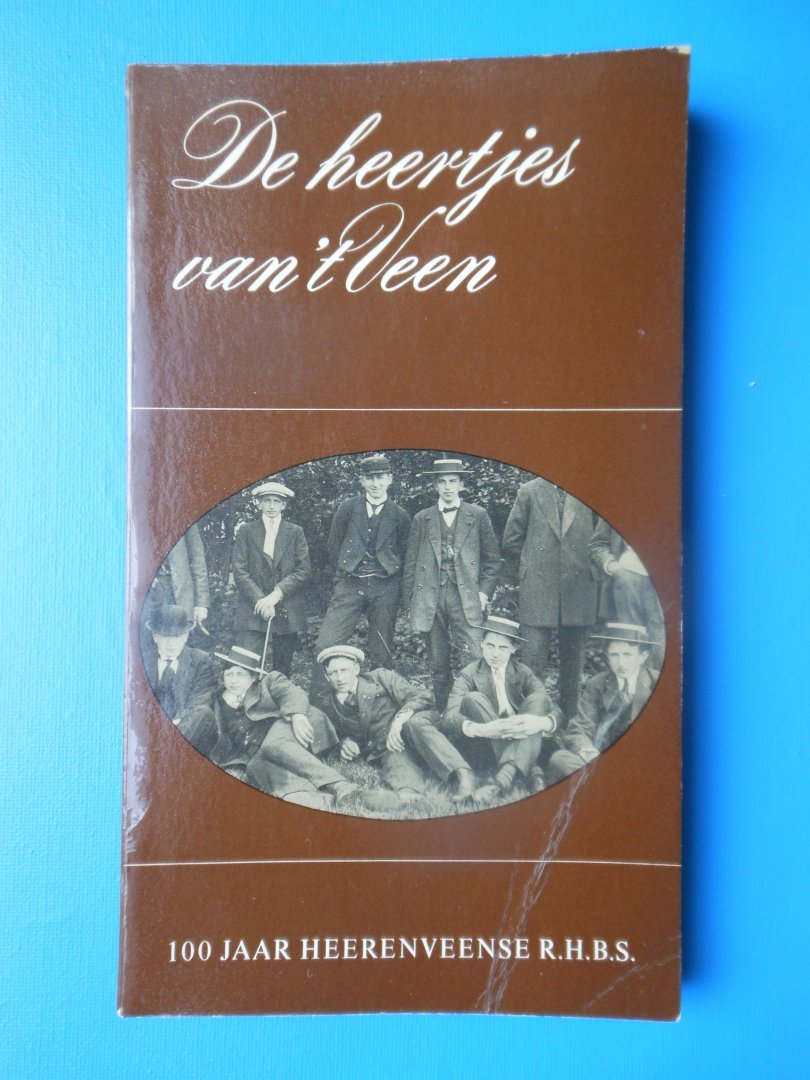 De heertjes
van 't Veen
100 JAAR HEERENVEENSE R.H.B.S.